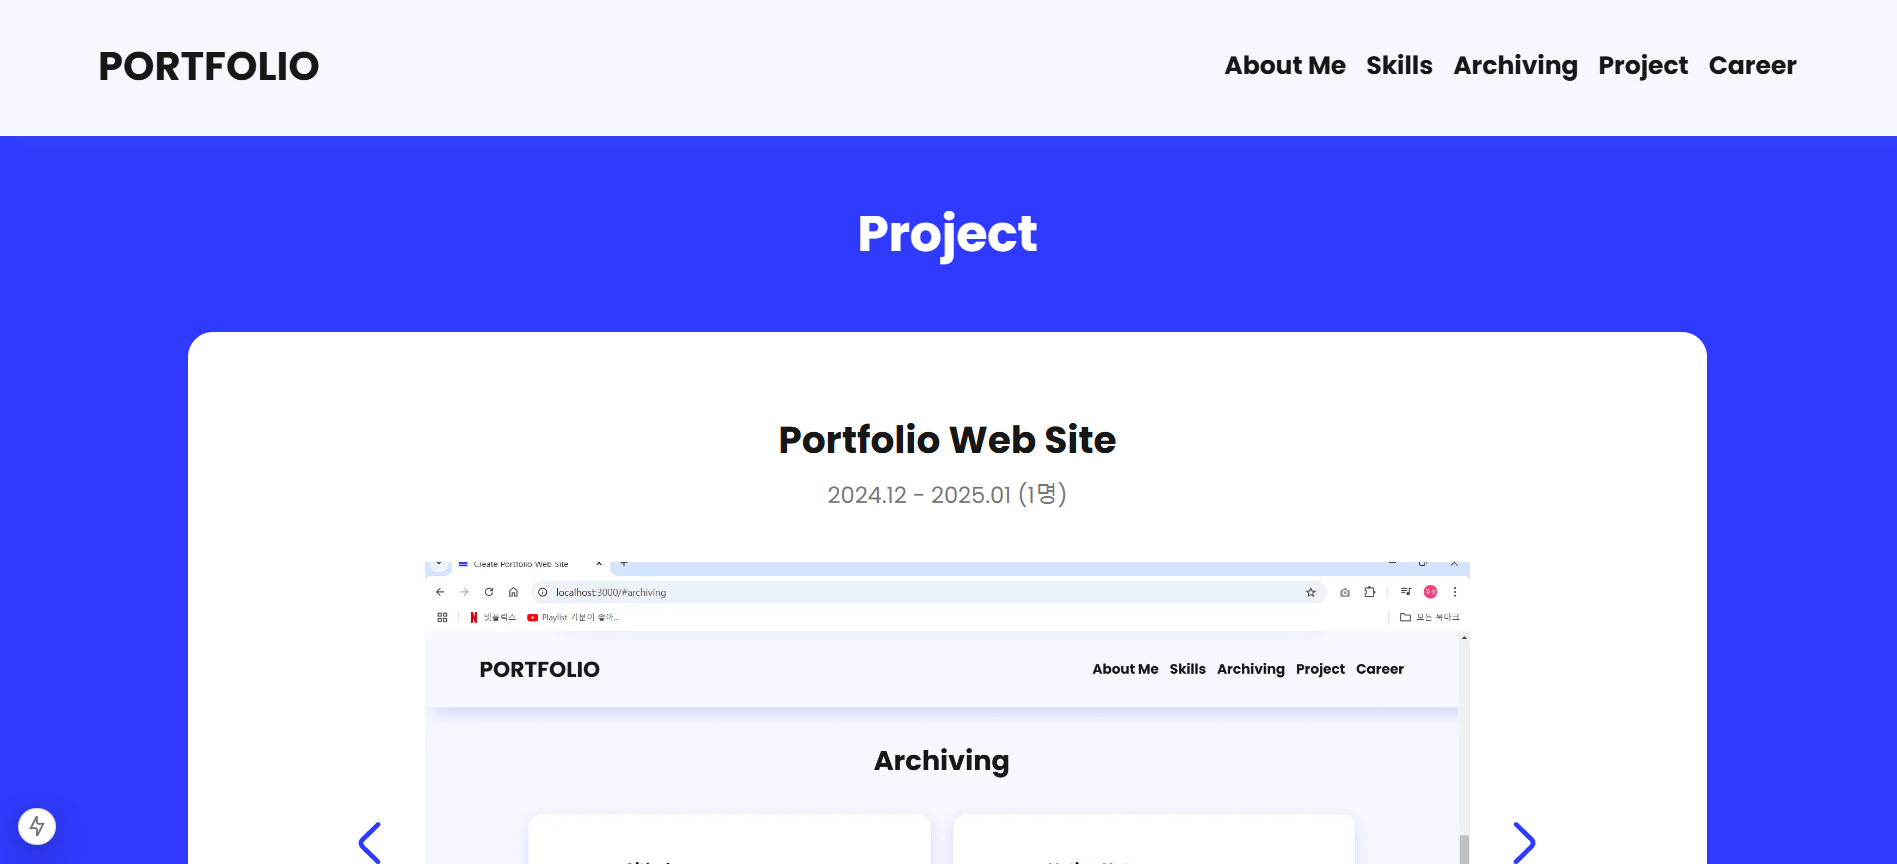 PORTFOLIO
About Me Skills Archiving Project Career
Project
Portfolio Web Site
2024.12 - 2025.01 (1명)
Create Portfolio Web Site
localhost:3000/#archiving
넷플릭스 Playlist 기분이 좋아... 모든 북마크
PORTFOLIO
About Me Skills Archiving Project Career
Archiving